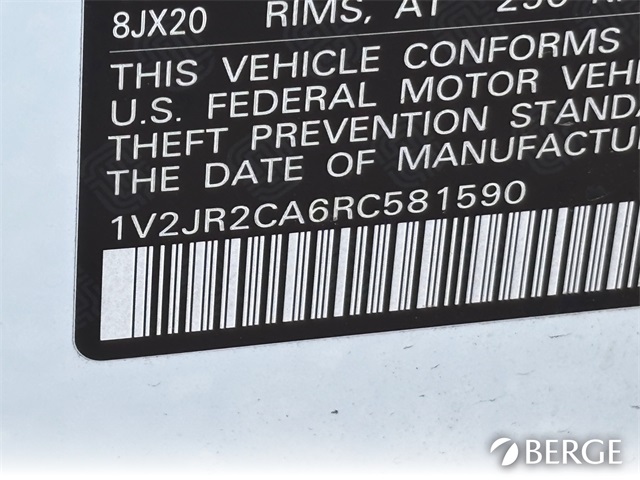 8JX20 RIMS, AT
THIS VEHICLE CONFORMS
U.S. FEDERAL MOTOR VEH
THEFT PREVENTION STANDA
THE DATE OF MANUFACTU
1V2JR2CA6RC581590
BERGE